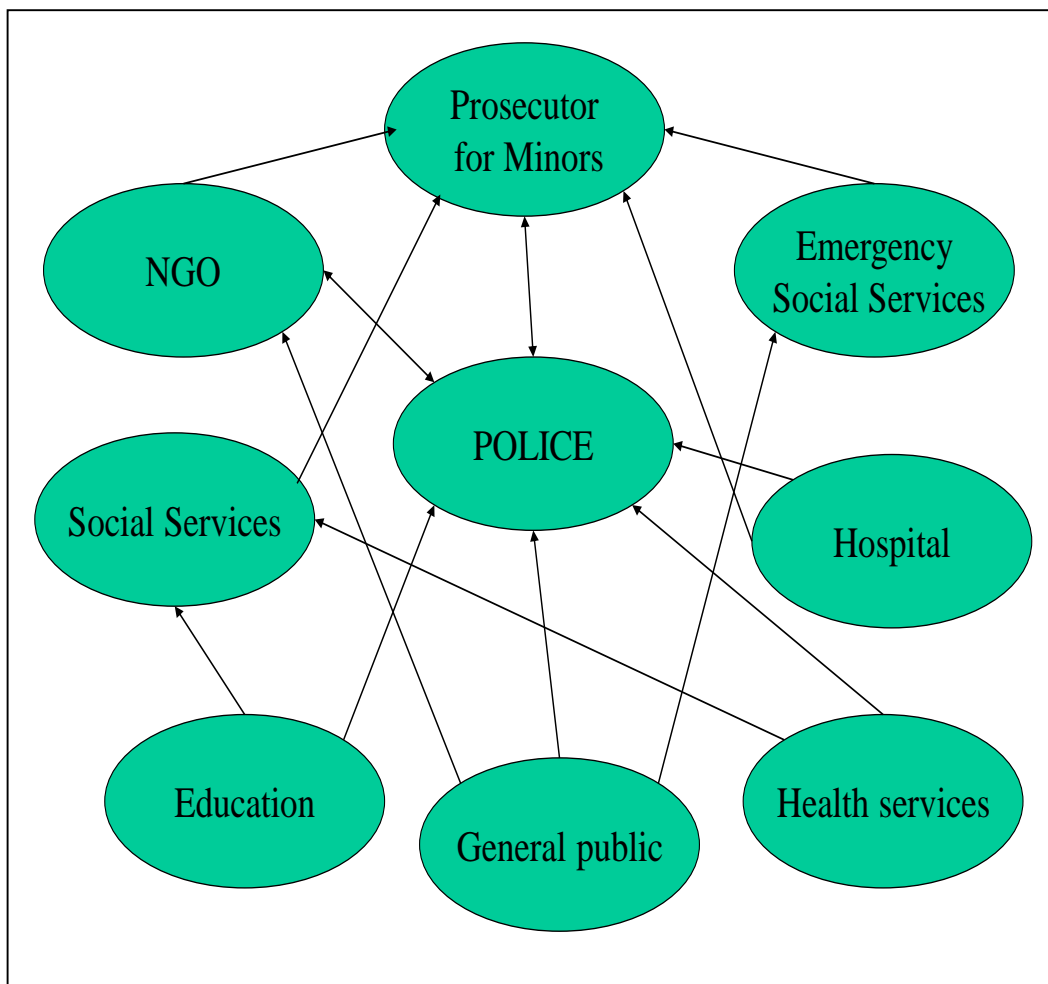 Prosecutor
for Minors
NGO
Emergency
Social Services
POLICE
Social Services
Hospital
Education
General public
Health services